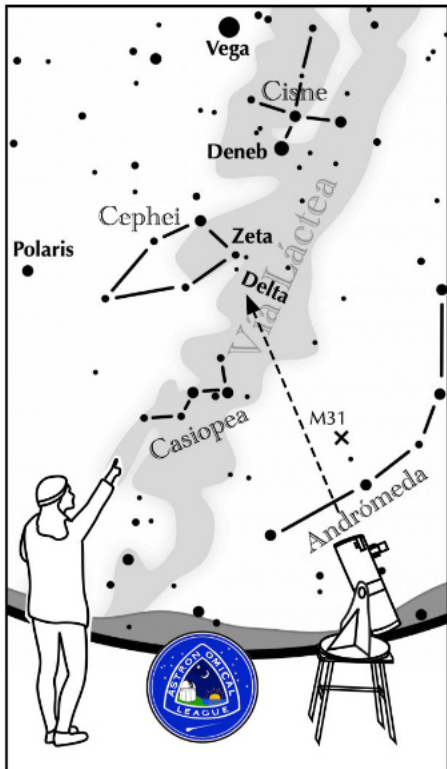 Vega
Cisne
Deneb
Cephei
Zeta
Polaris
Delta
Vía Láctea
M31
Casiopea
Andrómeda
ASTRONOMICAL
LEAGUE